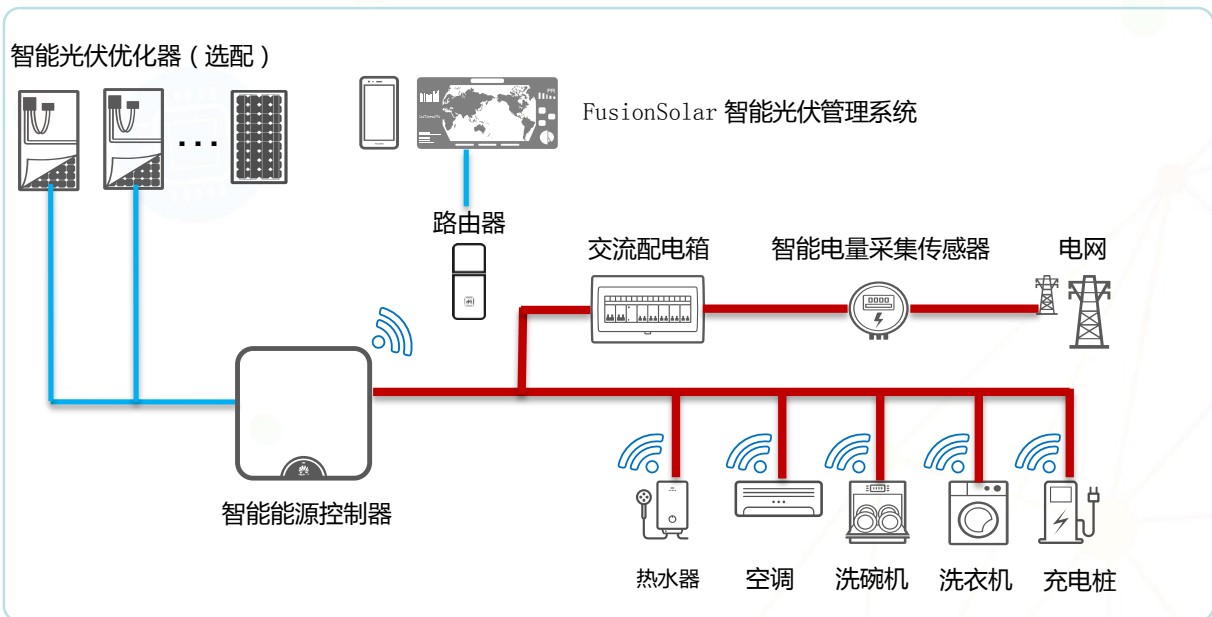 智能光伏优化器（选配）
FusionSolar 智能光伏管理系统
路由器
交流配电箱
智能电量采集传感器
电网
智能能源控制器
热水器
空调
洗碗机
洗衣机
充电桩